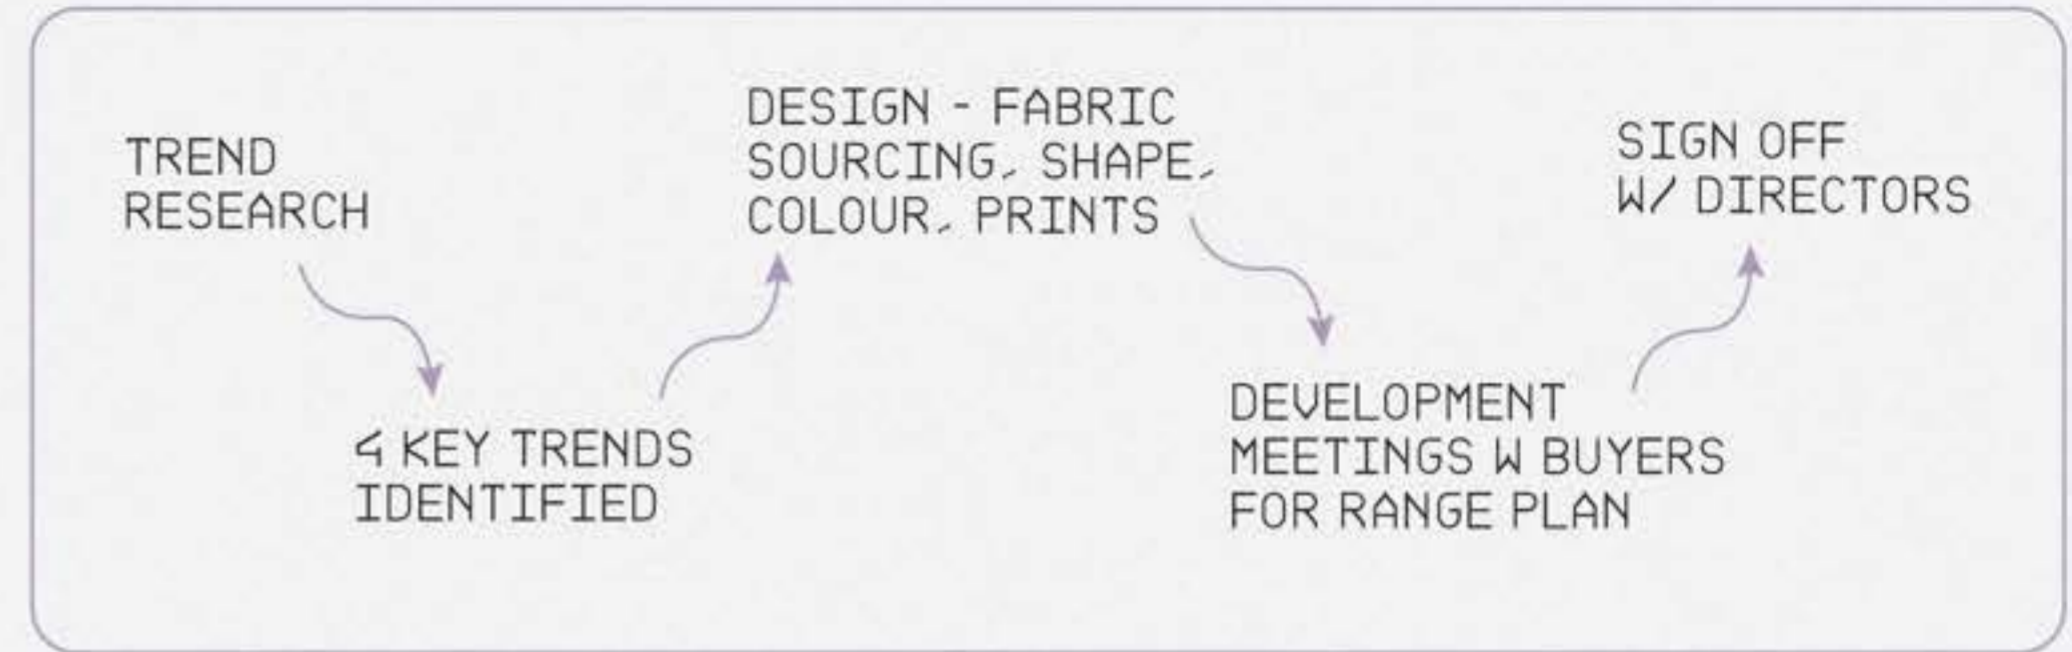 TREND
RESEARCH
4 KEY TRENDS
IDENTIFIED
DESIGN - FABRIC
SOURCING, SHAPE,
COLOUR, PRINTS
DEVELOPMENT
MEETINGS W BUYERS
FOR RANGE PLAN
SIGN OFF
W/ DIRECTORS